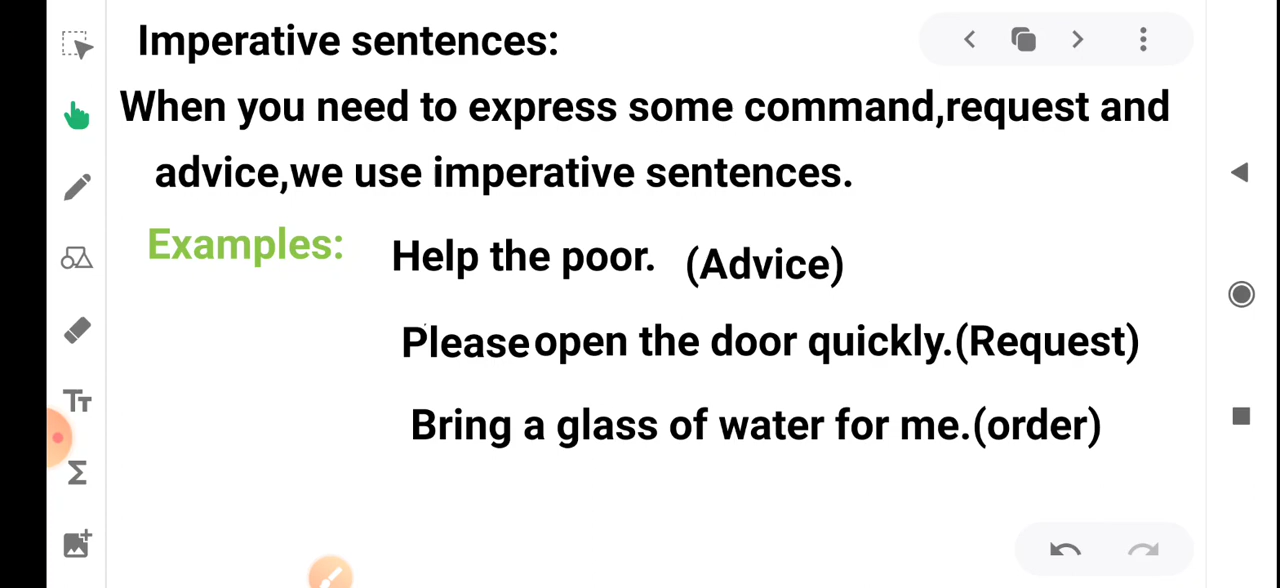 Imperative sentences:
When you need to express some command,request and
advice,we use imperative sentences.
Examples: Help the poor. (Advice)
Please open the door quickly.(Request)
Bring a glass of water for me.(order)
Tт
Σ